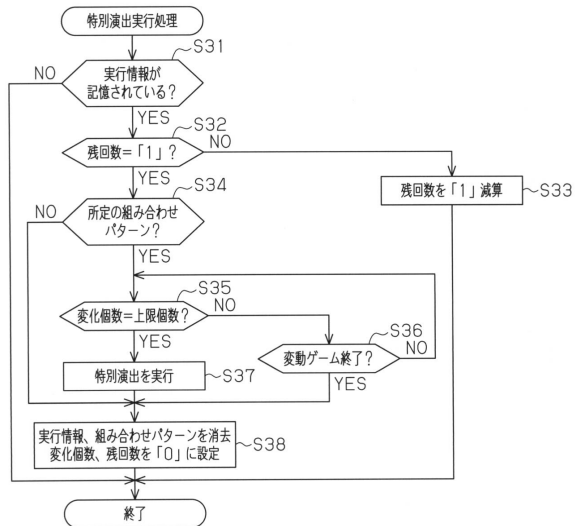 特別演出実行処理
S31
NO
実行情報が
記憶されている？
YES
S32
NO
残回数=「1」？
YES
残回数を「1」減算
S33
S34
NO
所定の組み合わせ
パターン？
YES
S35
NO
変化個数=上限個数？
YES
S36
変動ゲーム終了？
NO
YES
特別演出を実行
S37
実行情報、組み合わせパターンを消去
変化個数、残回数を「0」に設定
S38
終了